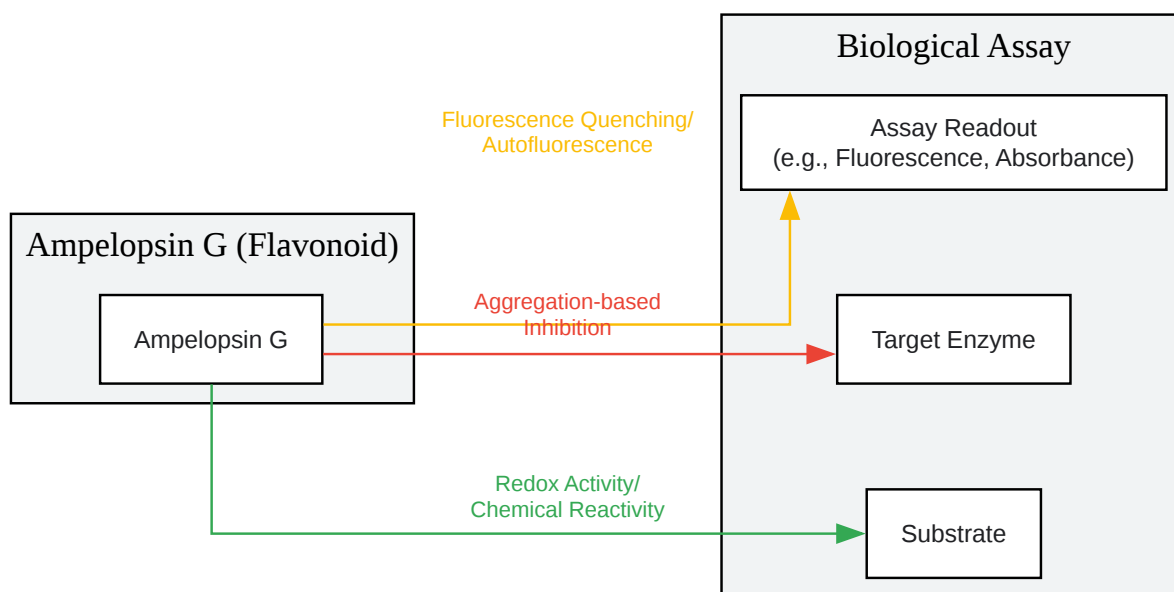 Biological Assay
Fluorescence Quenching/
Autofluorescence
Assay Readout
(e.g., Fluorescence, Absorbance)
Ampelopsin G (Flavonoid)
Ampelopsin G
Aggregation-based
Inhibition
Target Enzyme
Redox Activity/
Chemical Reactivity
Substrate